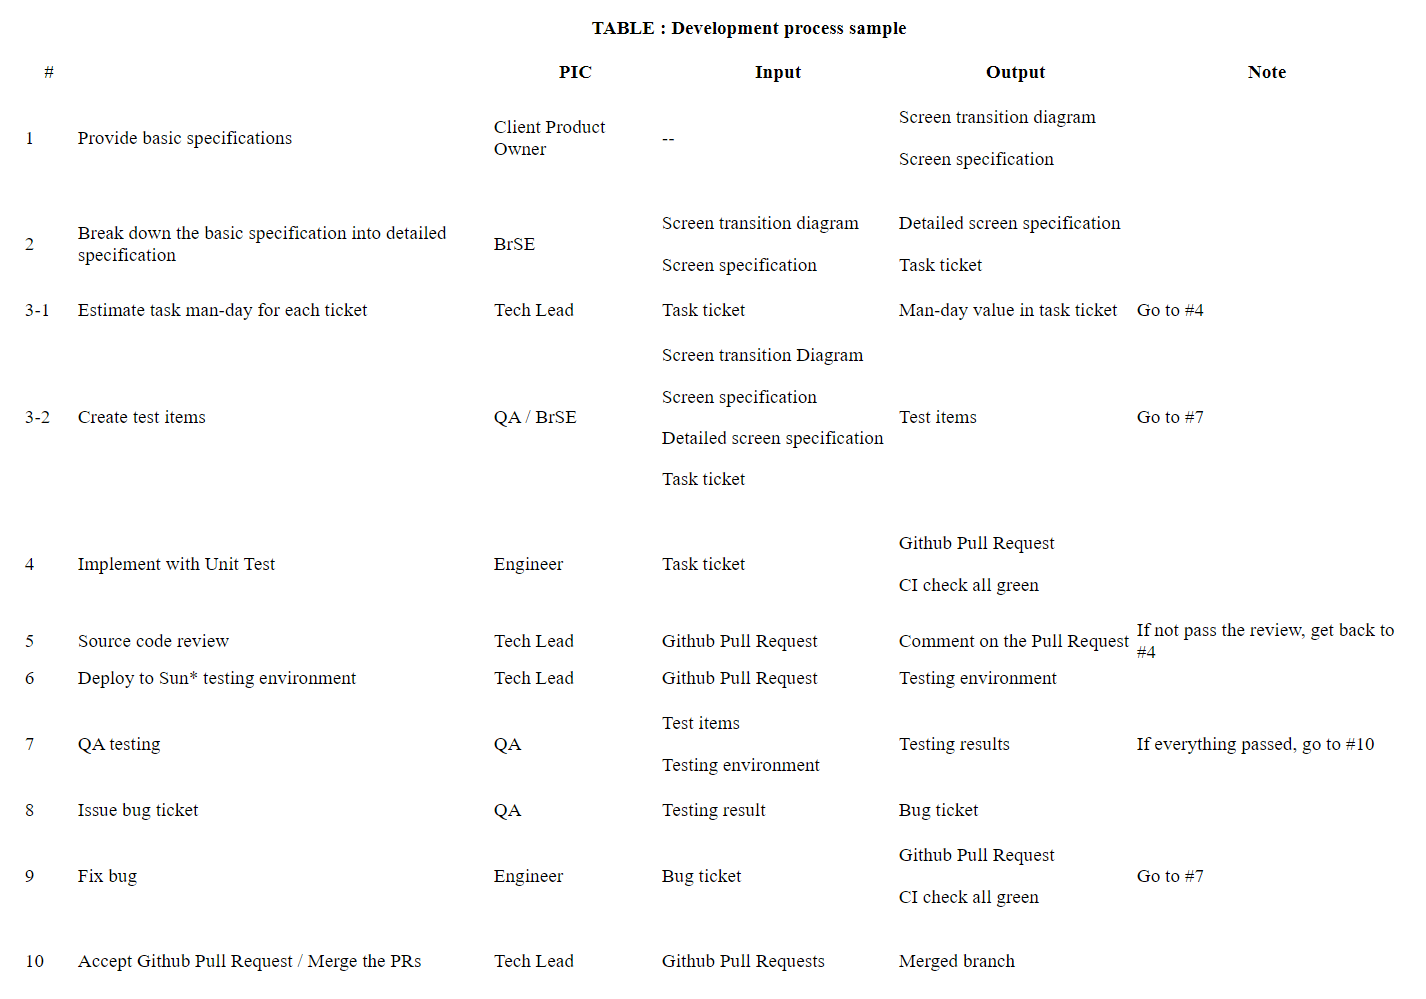 TABLE : Development process sample
# PIC Input Output Note
1 Provide basic specifications Client Product Owner -- Screen transition diagram
Screen specification
2 Break down the basic specification into detailed specification BrSE Screen transition diagram
Screen specification
Detailed screen specification
Task ticket
3-1 Estimate task man-day for each ticket Tech Lead Task ticket Man-day value in task ticket Go to #4
3-2 Create test items QA / BrSE Screen transition Diagram
Screen specification
Detailed screen specification
Task ticket
Test items Go to #7
4 Implement with Unit Test Engineer Task ticket Github Pull Request
CI check all green
5 Source code review Tech Lead Github Pull Request Comment on the Pull Request If not pass the review, get back to #4
6 Deploy to Sun* testing environment Tech Lead Github Pull Request Testing environment
7 QA testing QA Test items
Testing environment
Testing results If everything passed, go to #10
8 Issue bug ticket QA Testing result Bug ticket
9 Fix bug Engineer Bug ticket Github Pull Request
CI check all green
Go to #7
10 Accept Github Pull Request / Merge the PRs Tech Lead Github Pull Requests Merged branch